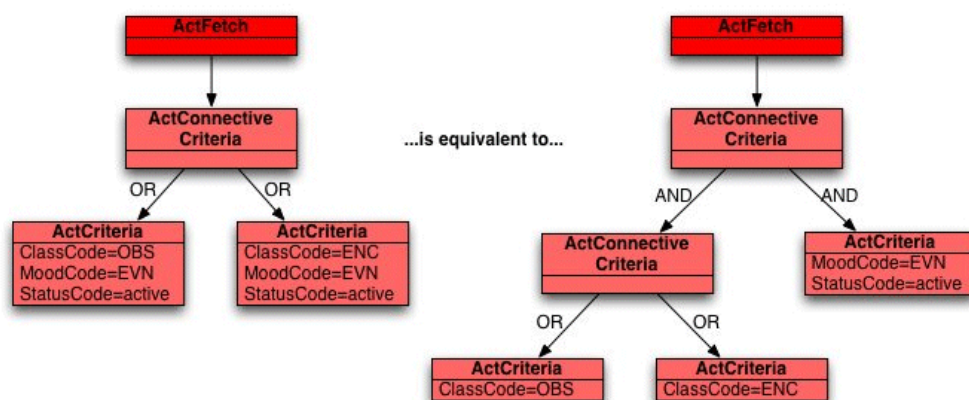 ActFetch
ActConnective
Criteria
OR
OR
ActCriteria
ClassCode=OBS
MoodCode=EVN
StatusCode=active
ActCriteria
ClassCode=ENC
MoodCode=EVN
StatusCode=active
...is equivalent to...
ActFetch
ActConnective
Criteria
AND
AND
ActConnective
Criteria
ActCriteria
MoodCode=EVN
StatusCode=active
OR
OR
ActCriteria
ClassCode=OBS
ActCriteria
ClassCode=ENC